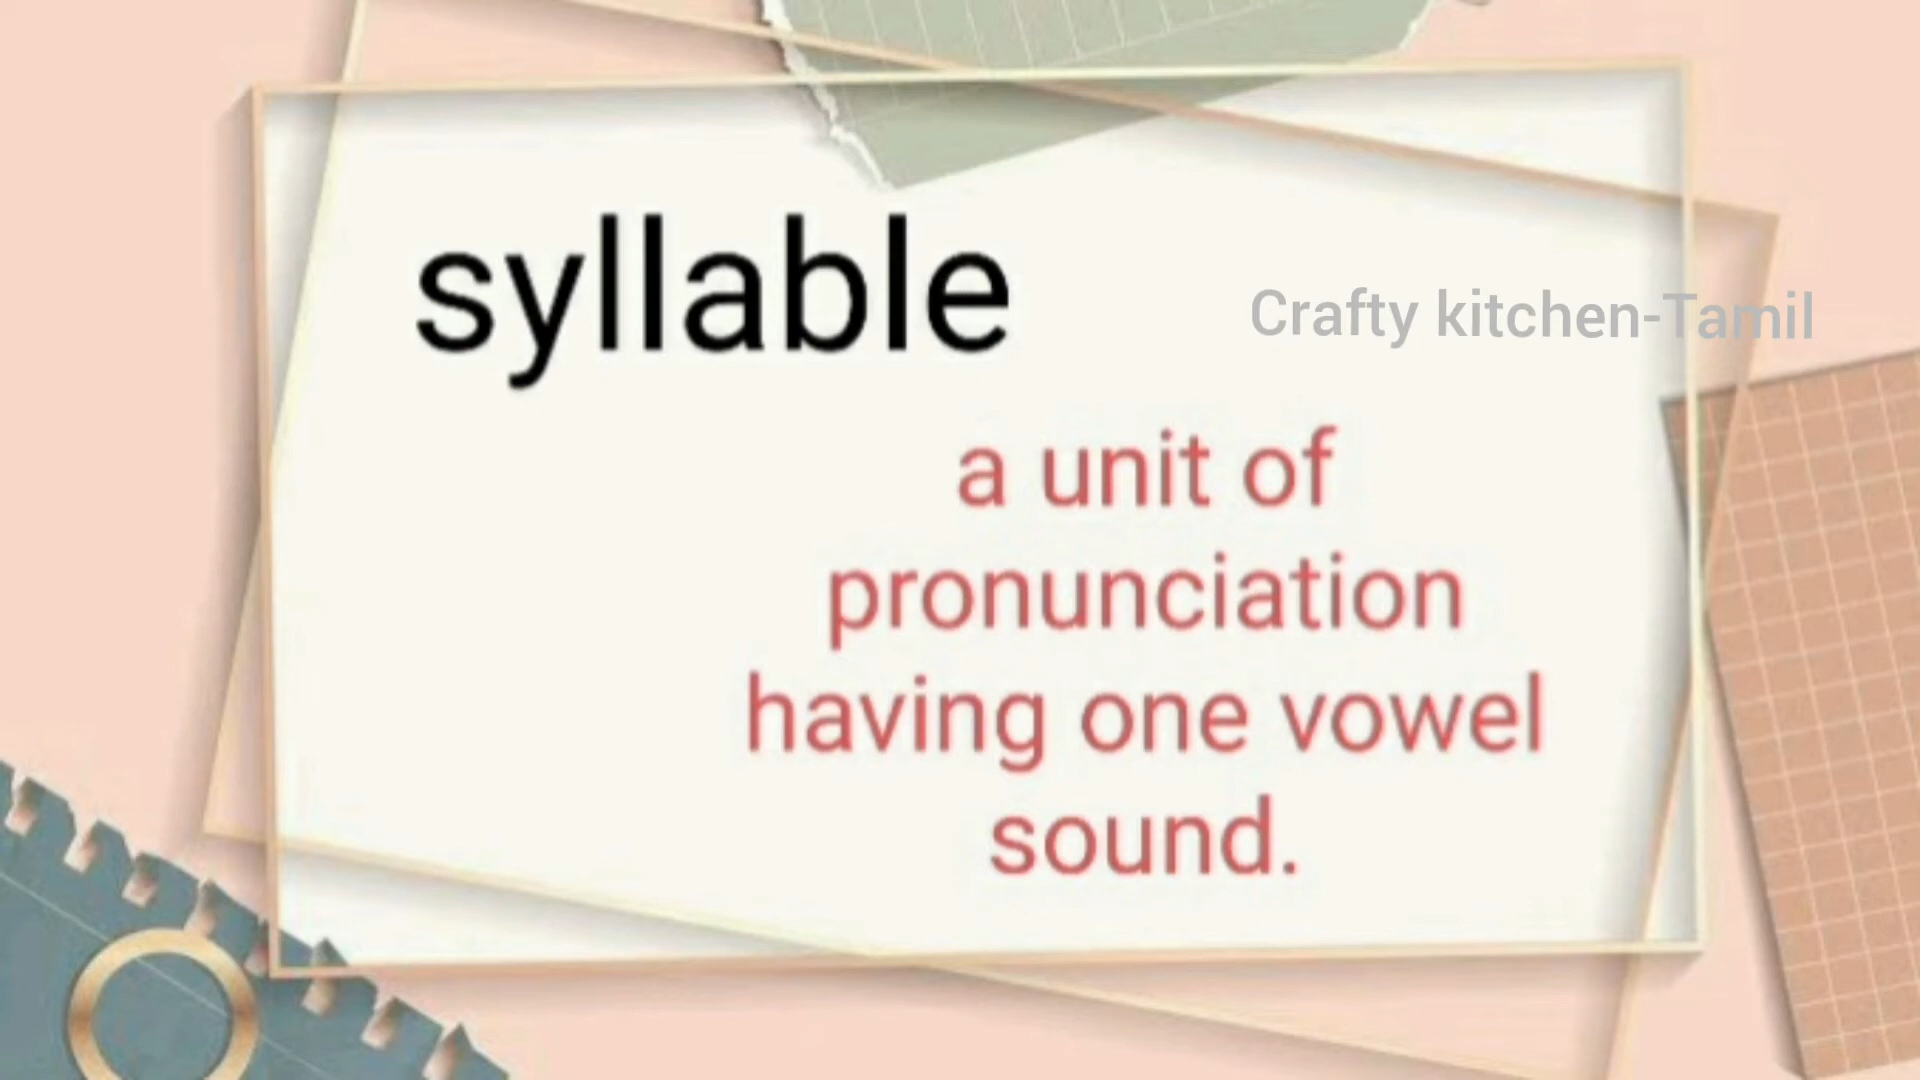 syllable
Crafty kitchen-Tamil
a unit of
pronunciation
having one vowel
sound.